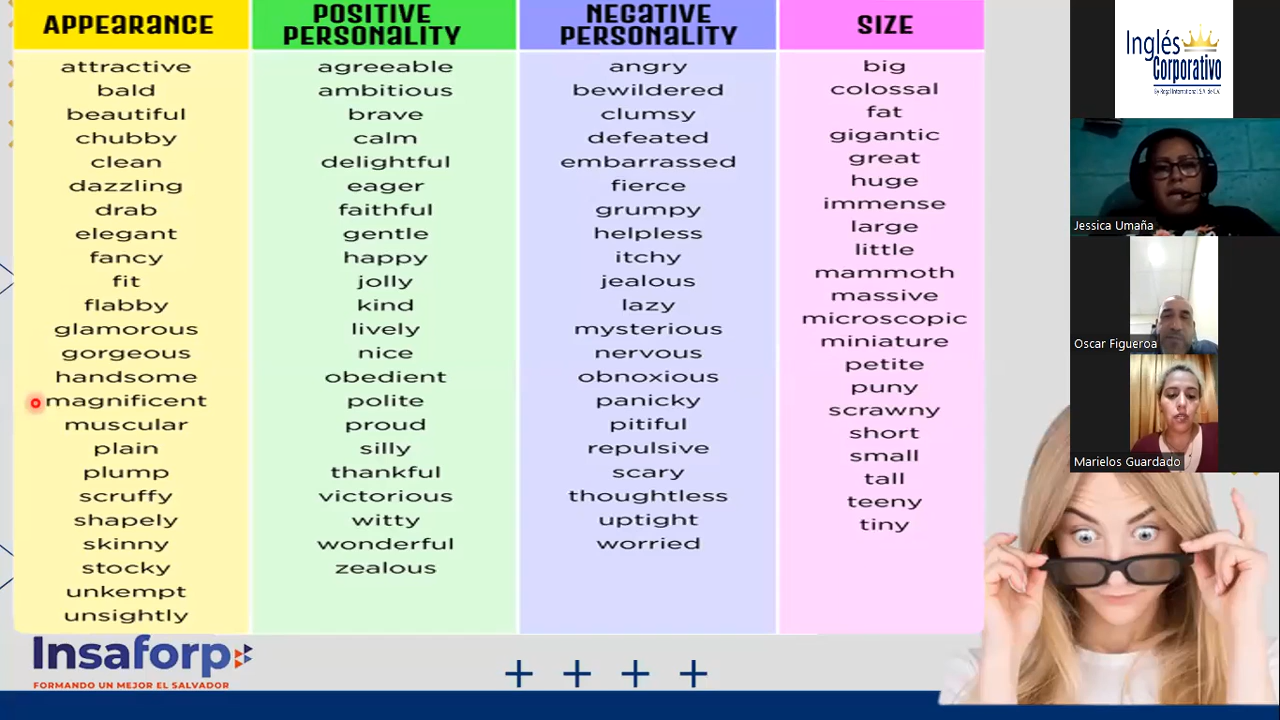 APPEARANCE
attractive
bald
beautiful
chubby
clean
dazzling
drab
elegant
fancy
fit
flabby
glamorous
gorgeous
handsome
magnificent
muscular
plain
plump
scruffy
shapely
skinny
stocky
unkempt
unsightly
POSITIVE
PERSONALITY
agreeable
ambitious
brave
calm
delightful
eager
faithful
gentle
happy
jolly
kind
lively
nice
obedient
polite
proud
silly
thankful
victorious
witty
wonderful
zealous
NEGATIVE
PERSONALITY
angry
bewildered
clumsy
defeated
embarrassed
fierce
grumpy
helpless
itchy
jealous
lazy
mysterious
nervous
obnoxious
panicky
pitiful
repulsive
scary
thoughtless
uptight
worried
SIZE
big
colossal
fat
gigantic
great
huge
immense
large
little
mammoth
massive
microscopic
miniature
petite
puny
scrawny
short
small
tall
teeny
tiny
Insaforp
FORMANDO UN MEJOR EL SALVADOR
Inglés
Corporativo
By Regal International S.A. de C.V.
Jessica Umaña
Oscar Figueroa
Marielos Guardado